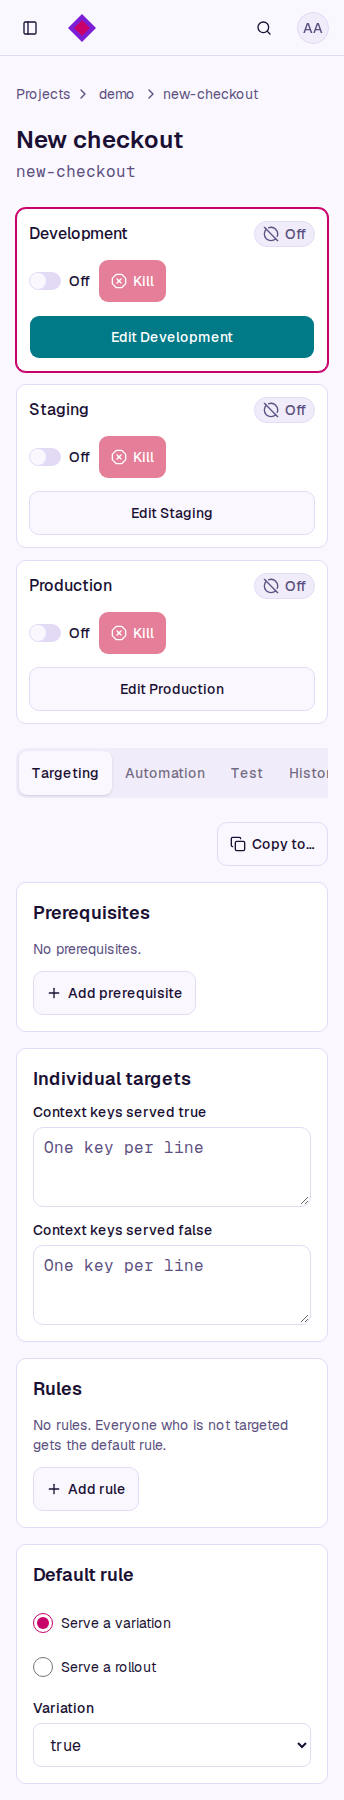 AA
Projects > demo > new-checkout
New checkout
new-checkout
Development
Off
Off
Kill
Edit Development
Staging
Off
Off
Kill
Edit Staging
Production
Off
Off
Kill
Edit Production
Targeting Automation Test Histor
Copy to...
Prerequisites
No prerequisites.
+ Add prerequisite
Individual targets
Context keys served true
One key per line
Context keys served false
One key per line
Rules
No rules. Everyone who is not targeted
gets the default rule.
+ Add rule
Default rule
Serve a variation
Serve a rollout
Variation
true